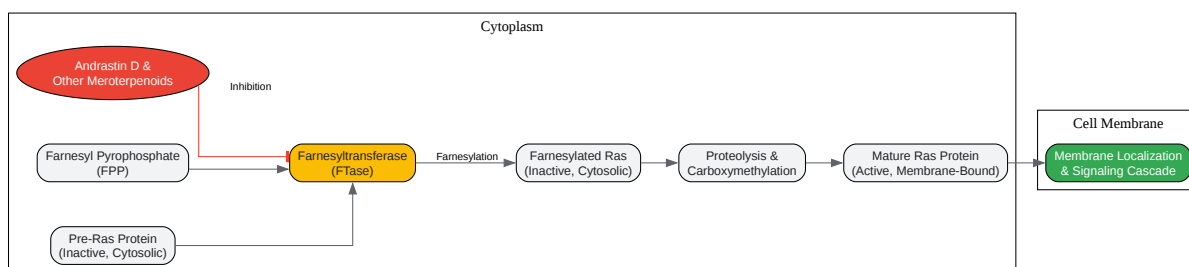 Cytoplasm
Andrastin D &
Other Meroterpenoids
Inhibition
Cell Membrane
Farnesyl Pyrophosphate
(FPP)
Farnesyltransferase
(FTase)
Farnesylation
Farnesylated Ras
(Inactive, Cytosolic)
Proteolysis &
Carboxymethylation
Mature Ras Protein
(Active, Membrane-Bound)
Membrane Localization
& Signaling Cascade
Pre-Ras Protein
(Inactive, Cytosolic)